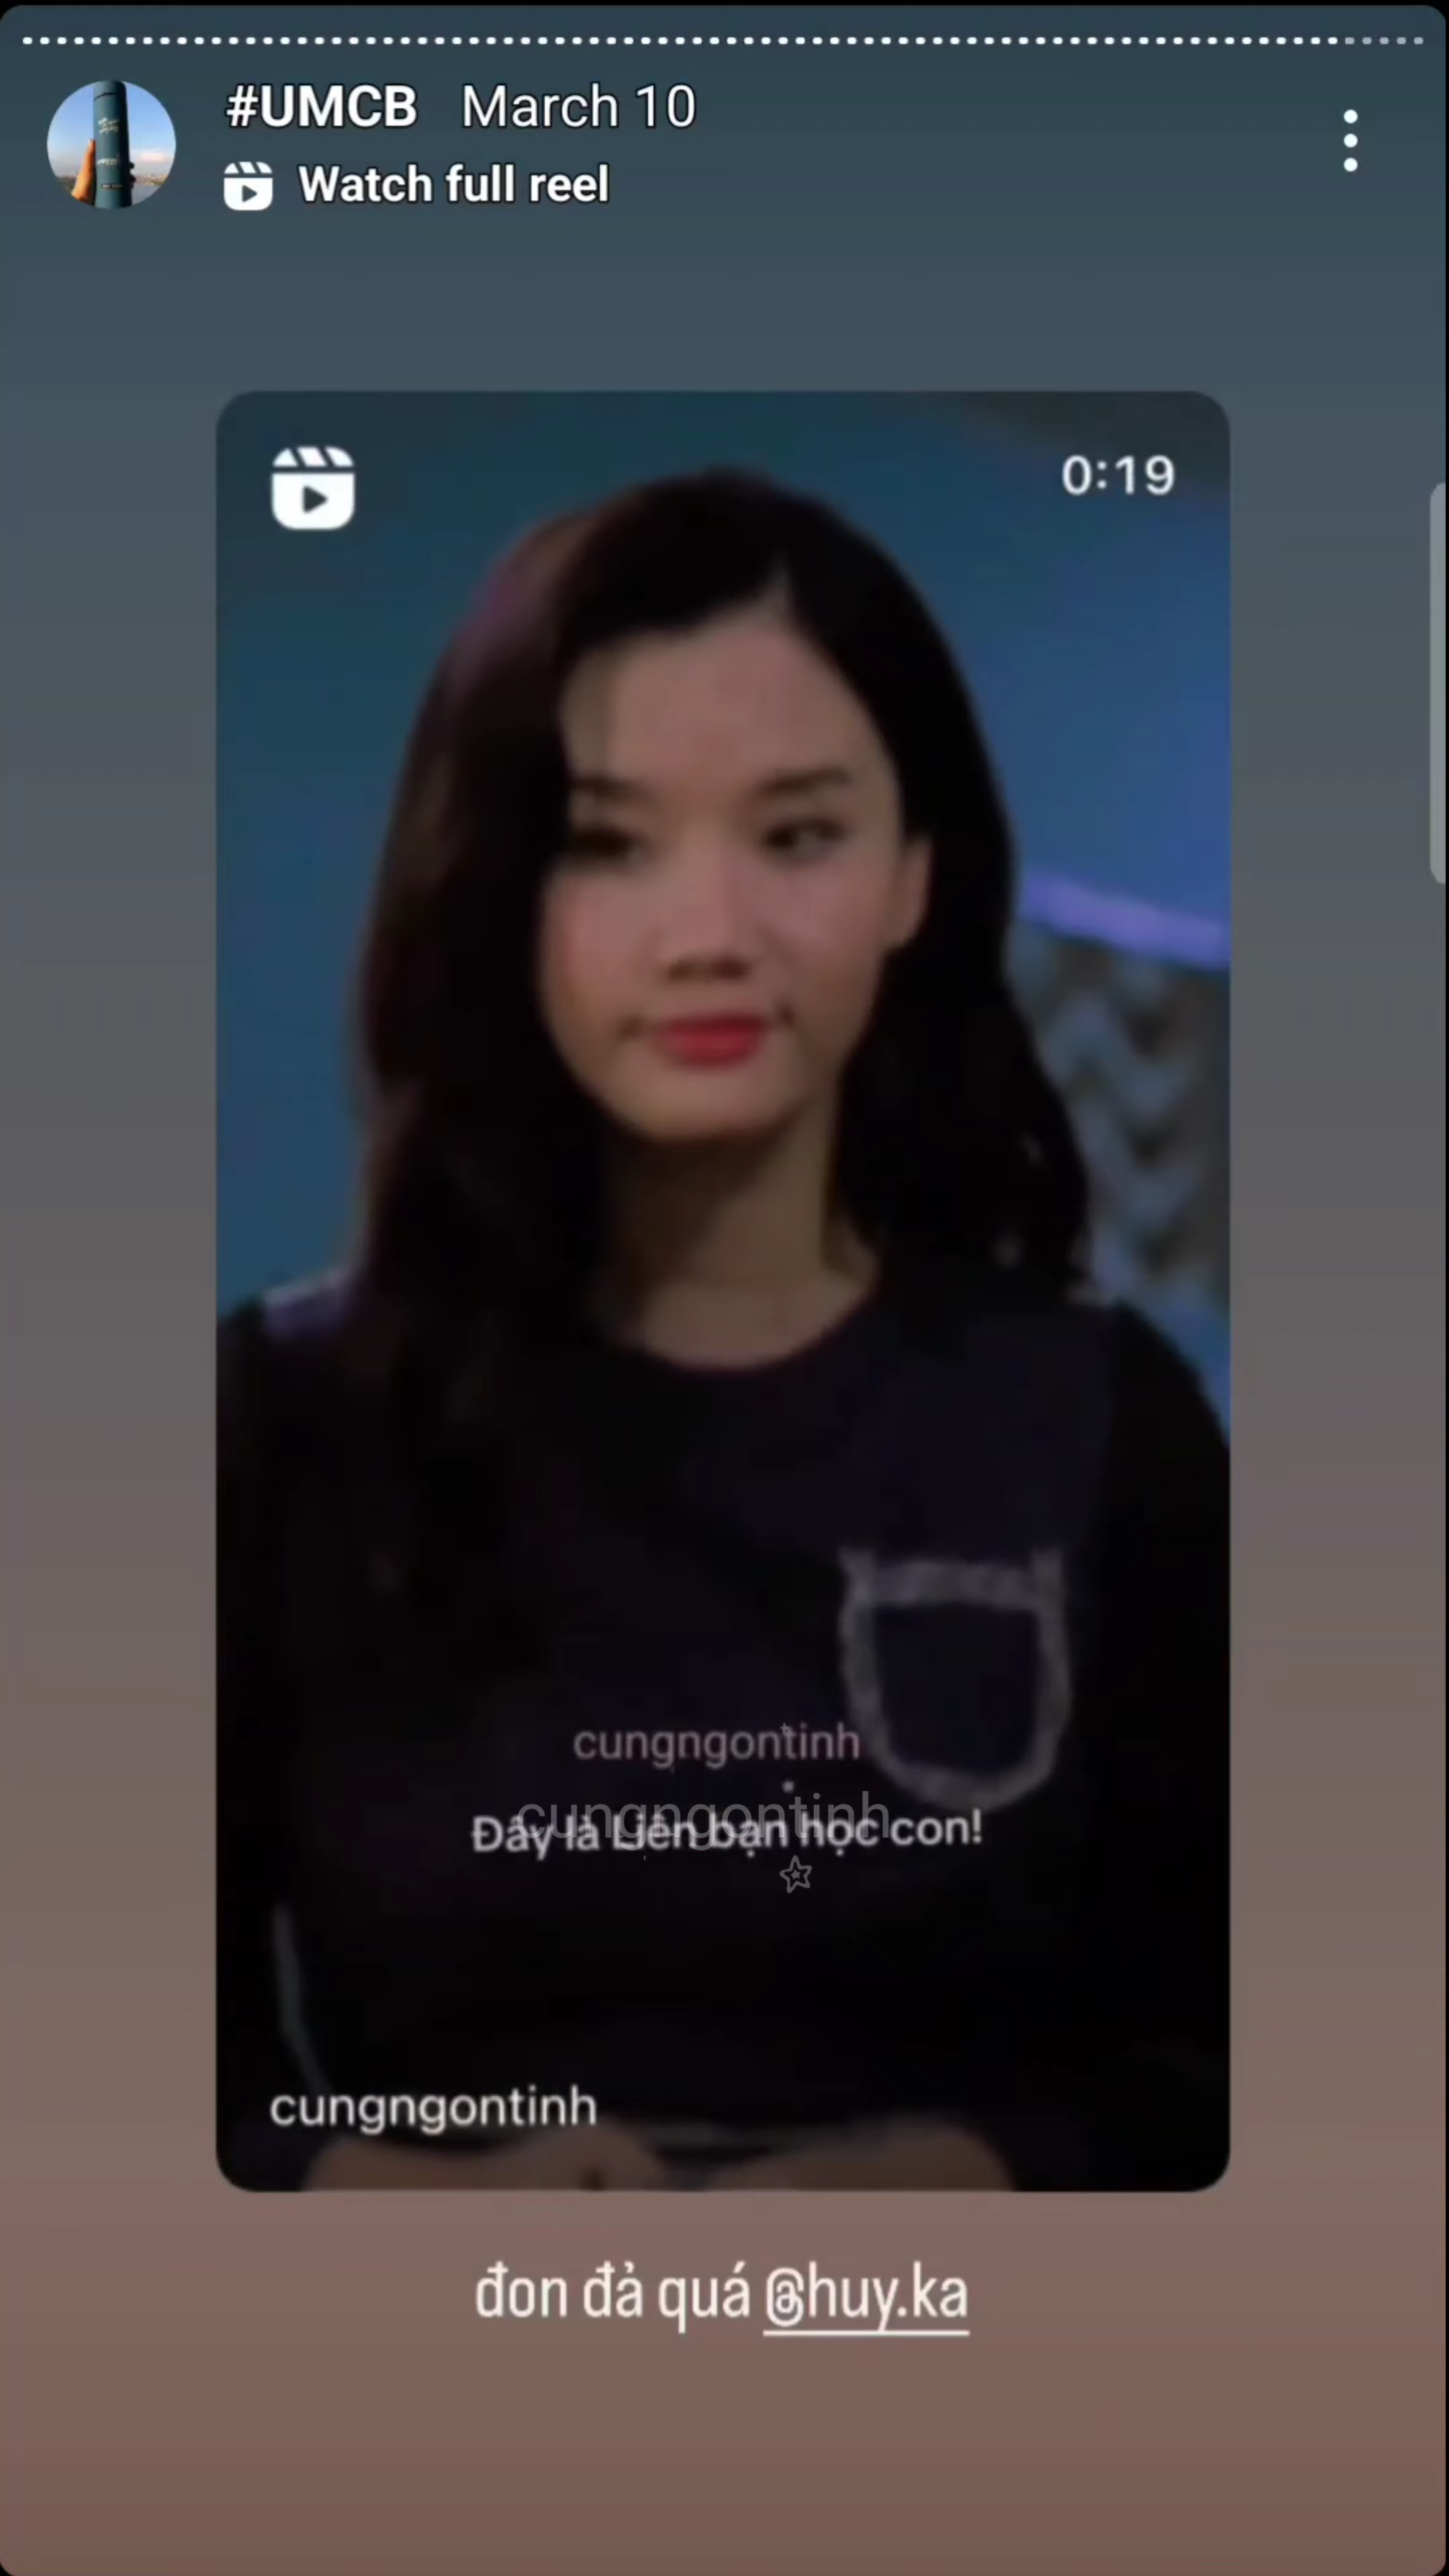 #UMCB March 10
Watch full reel
0:19
cungngontinh
cungngontinh
Đây là Liên bạn học con!
cungngontinh
đon đả quá @huy.ka